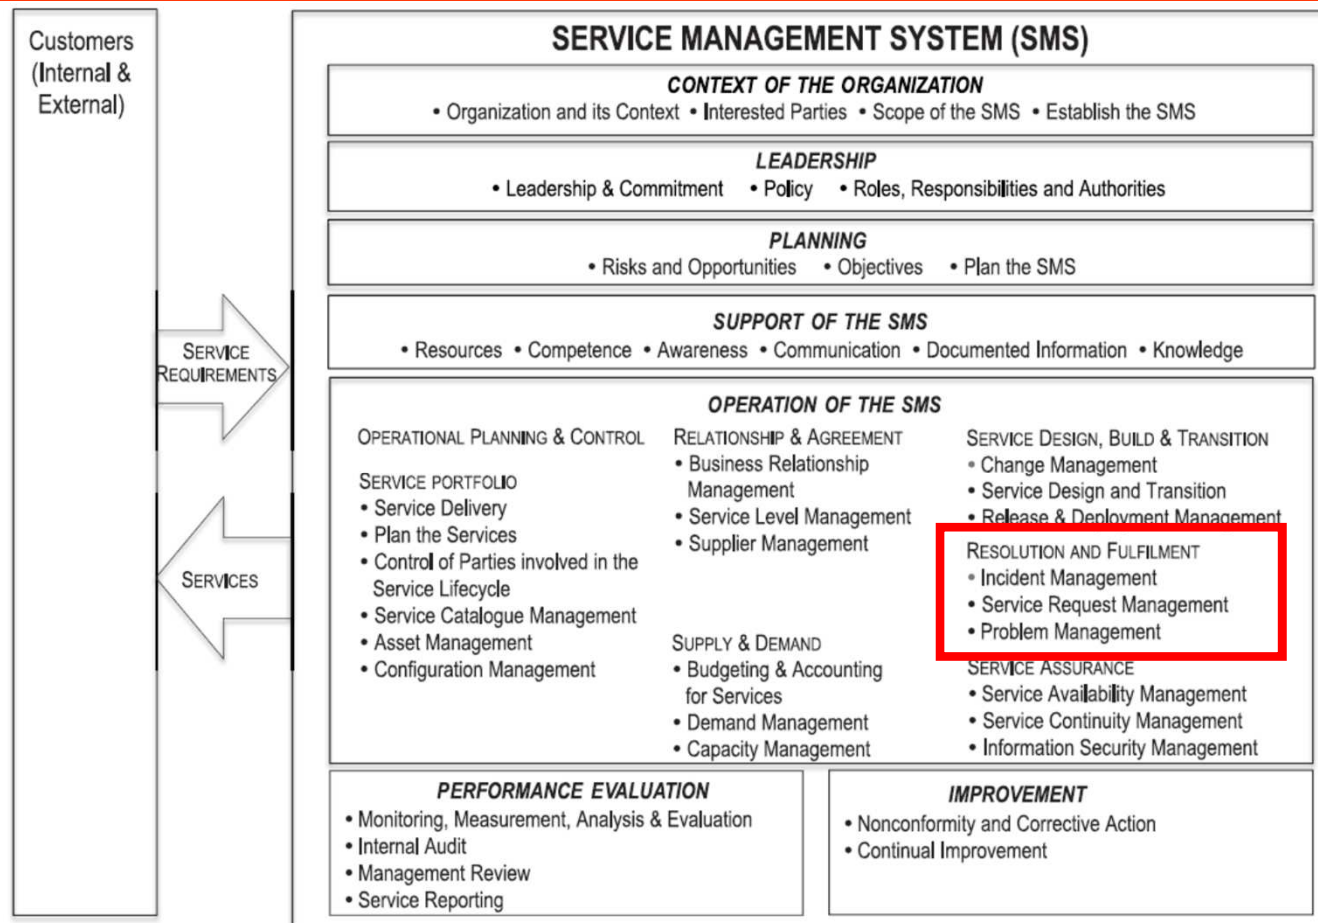 Customers
(Internal &
External)
SERVICE REQUIREMENTS
SERVICES
SERVICE MANAGEMENT SYSTEM (SMS)
CONTEXT OF THE ORGANIZATION
• Organization and its Context • Interested Parties • Scope of the SMS • Establish the SMS
LEADERSHIP
• Leadership & Commitment • Policy • Roles, Responsibilities and Authorities
PLANNING
• Risks and Opportunities • Objectives • Plan the SMS
SUPPORT OF THE SMS
• Resources • Competence • Awareness • Communication • Documented Information • Knowledge
OPERATION OF THE SMS
OPERATIONAL PLANNING & CONTROL
SERVICE PORTFOLIO
• Service Delivery
• Plan the Services
• Control of Parties involved in the
Service Lifecycle
• Service Catalogue Management
• Asset Management
• Configuration Management
RELATIONSHIP & AGREEMENT
• Business Relationship
Management
• Service Level Management
• Supplier Management
SUPPLY & DEMAND
• Budgeting & Accounting
for Services
• Demand Management
• Capacity Management
SERVICE DESIGN, BUILD & TRANSITION
• Change Management
• Service Design and Transition
• Release & Deployment Management
RESOLUTION AND FULFILMENT
• Incident Management
• Service Request Management
• Problem Management
SERVICE ASSURANCE
• Service Availability Management
• Service Continuity Management
• Information Security Management
PERFORMANCE EVALUATION
• Monitoring, Measurement, Analysis & Evaluation
• Internal Audit
• Management Review
• Service Reporting
IMPROVEMENT
• Nonconformity and Corrective Action
• Continual Improvement